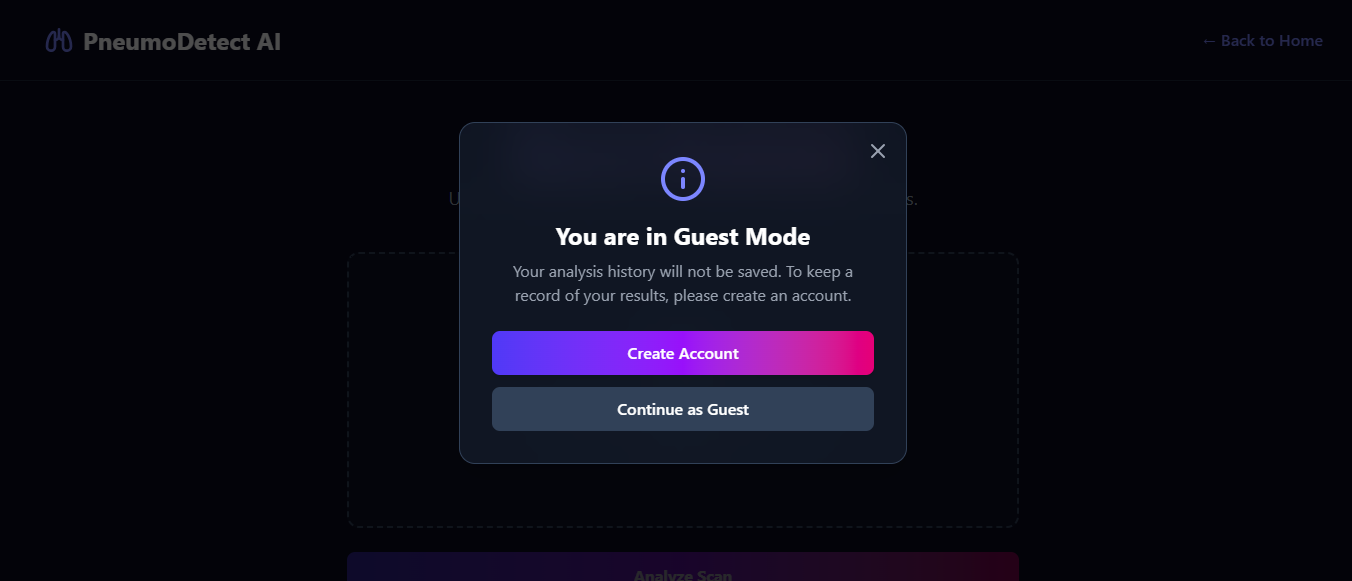 PneumoDetect AI
← Back to Home
You are in Guest Mode
Your analysis history will not be saved. To keep a
record of your results, please create an account.
Create Account
Continue as Guest
Analyze Scan